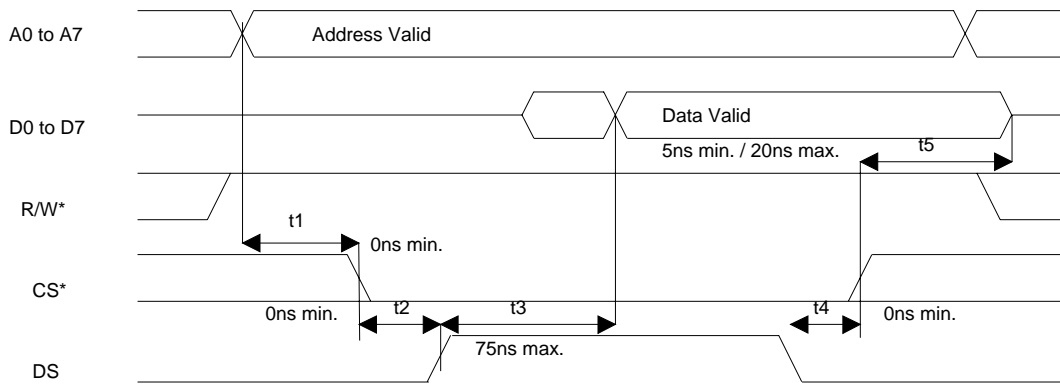 A0 to A7
Address Valid
D0 to D7
Data Valid
5ns min. / 20ns max.
t5
R/W*
t1
0ns min.
CS*
0ns min.
t2
t3
t4
0ns min.
75ns max.
DS